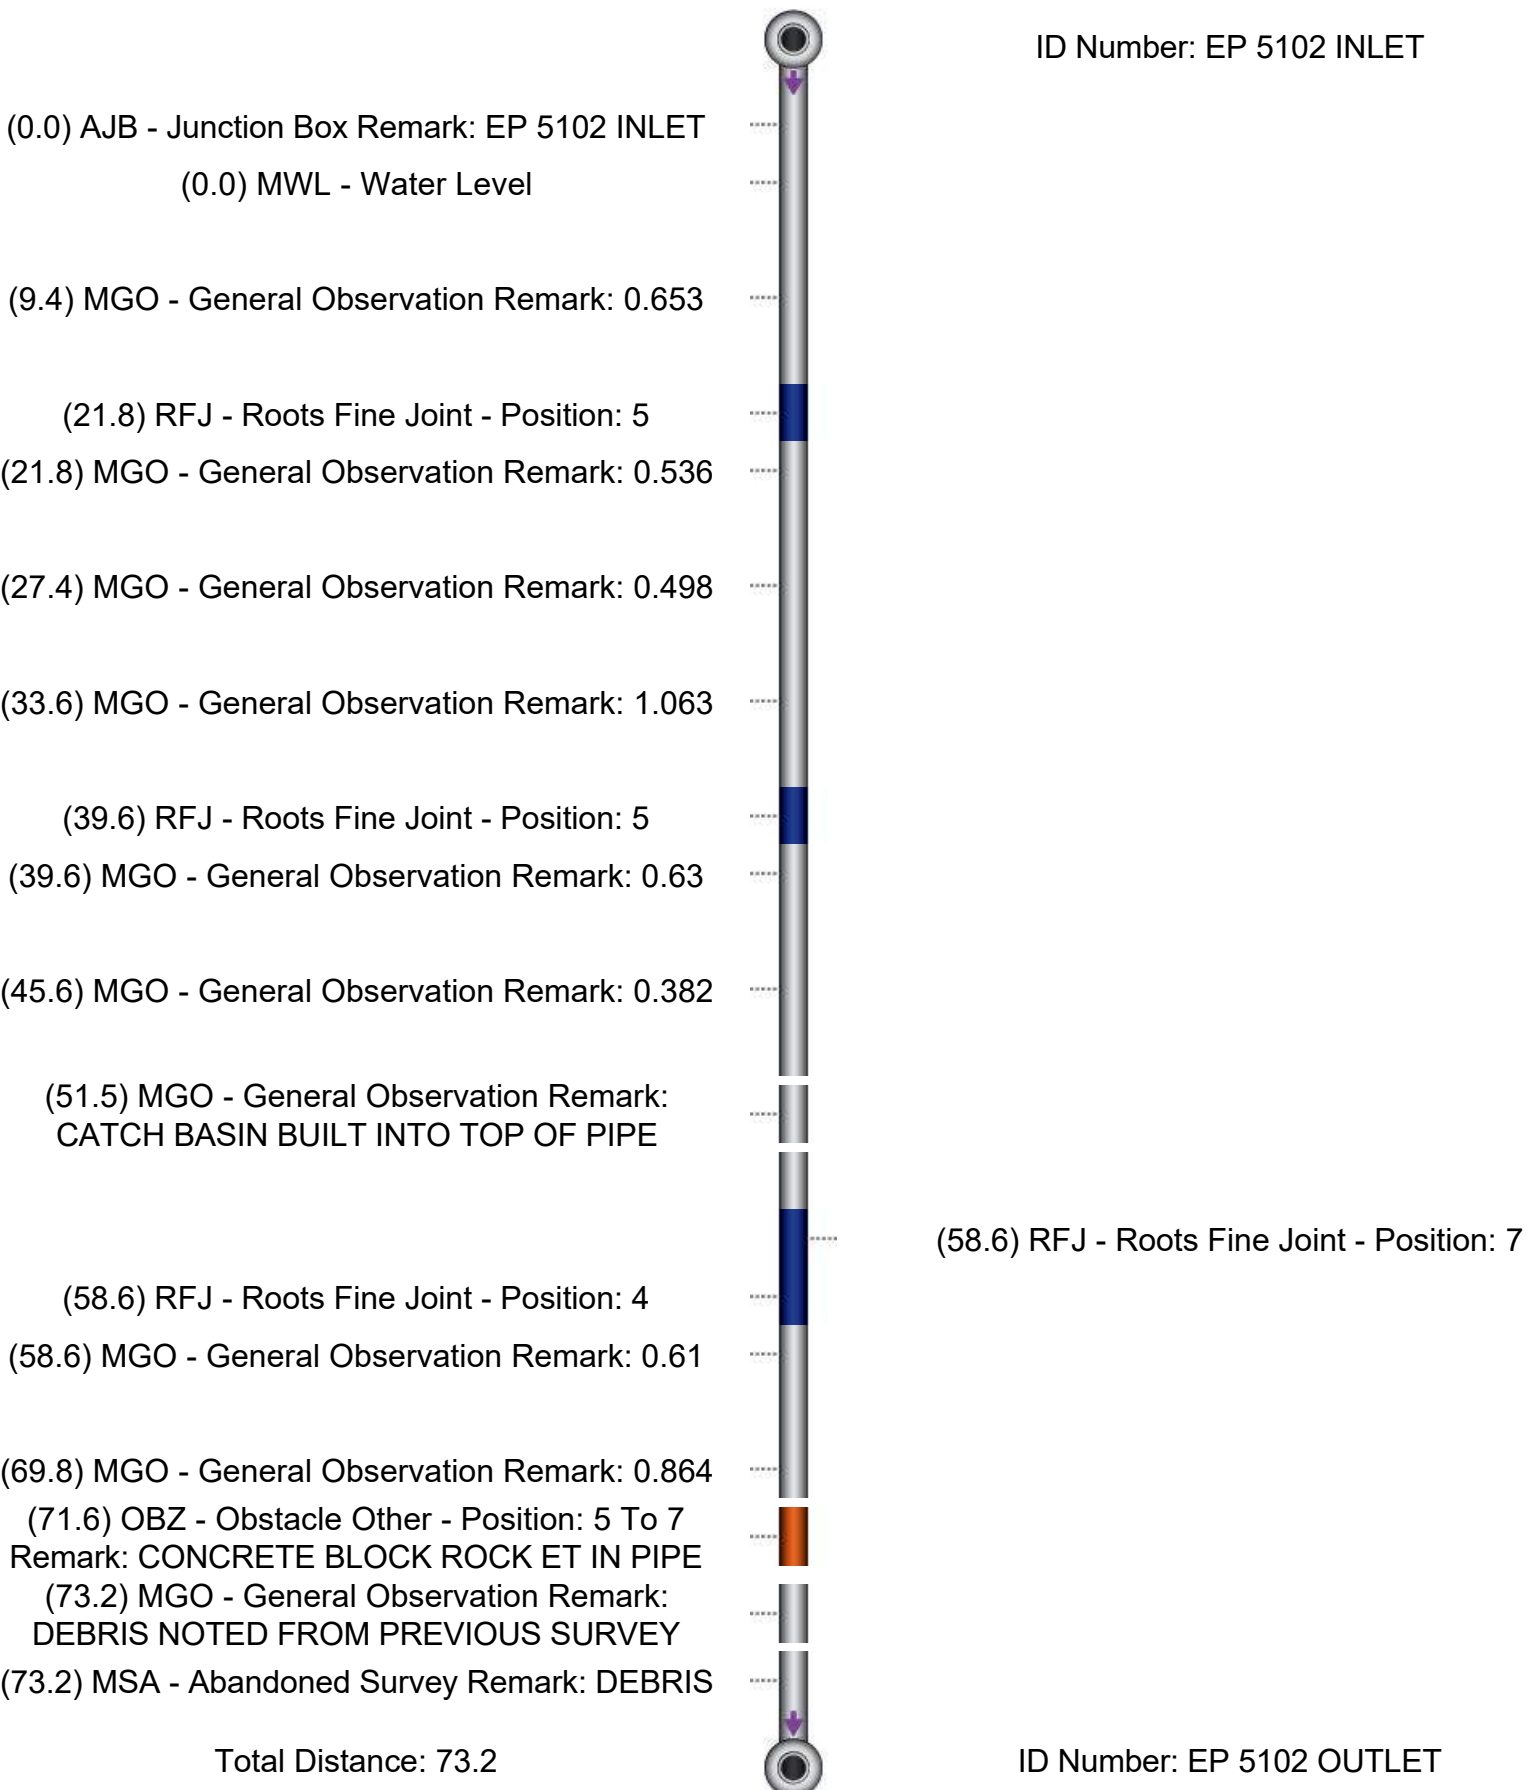 ID Number: EP 5102 INLET
(0.0) AJB - Junction Box Remark: EP 5102 INLET
(0.0) MWL - Water Level
(9.4) MGO - General Observation Remark: 0.653
(21.8) RFJ - Roots Fine Joint - Position: 5
(21.8) MGO - General Observation Remark: 0.536
(27.4) MGO - General Observation Remark: 0.498
(33.6) MGO - General Observation Remark: 1.063
(39.6) RFJ - Roots Fine Joint - Position: 5
(39.6) MGO - General Observation Remark: 0.63
(45.6) MGO - General Observation Remark: 0.382
(51.5) MGO - General Observation Remark:
CATCH BASIN BUILT INTO TOP OF PIPE
(58.6) RFJ - Roots Fine Joint - Position: 7
(58.6) RFJ - Roots Fine Joint - Position: 4
(58.6) MGO - General Observation Remark: 0.61
(69.8) MGO - General Observation Remark: 0.864
(71.6) OBZ - Obstacle Other - Position: 5 To 7
Remark: CONCRETE BLOCK ROCK ET IN PIPE
(73.2) MGO - General Observation Remark:
DEBRIS NOTED FROM PREVIOUS SURVEY
(73.2) MSA - Abandoned Survey Remark: DEBRIS
Total Distance: 73.2
ID Number: EP 5102 OUTLET